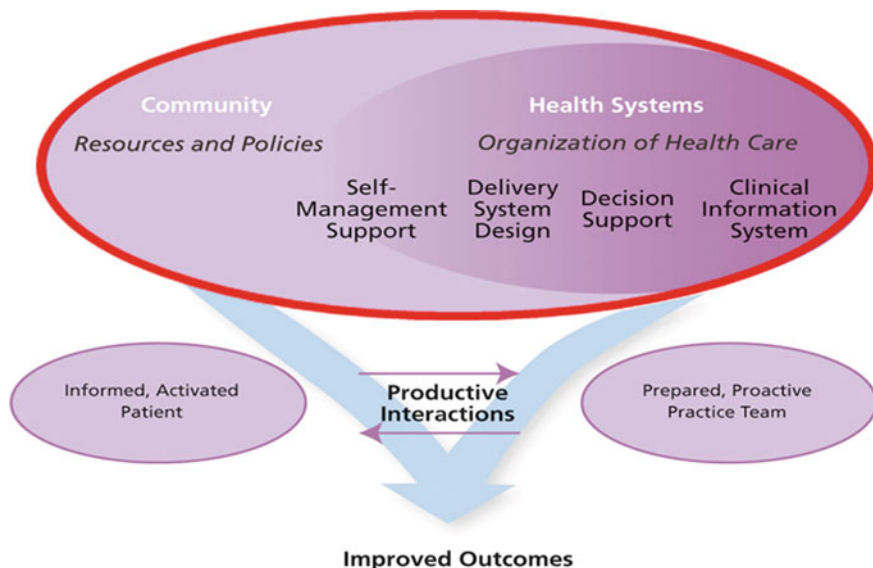 Community
Health Systems
Resources and Policies
Organization of Health Care
Self-
Management
Support
Delivery
System
Design
Decision
Support
Clinical
Information
System
Informed, Activated
Patient
Productive
Interactions
Prepared, Proactive
Practice Team
Improved Outcomes